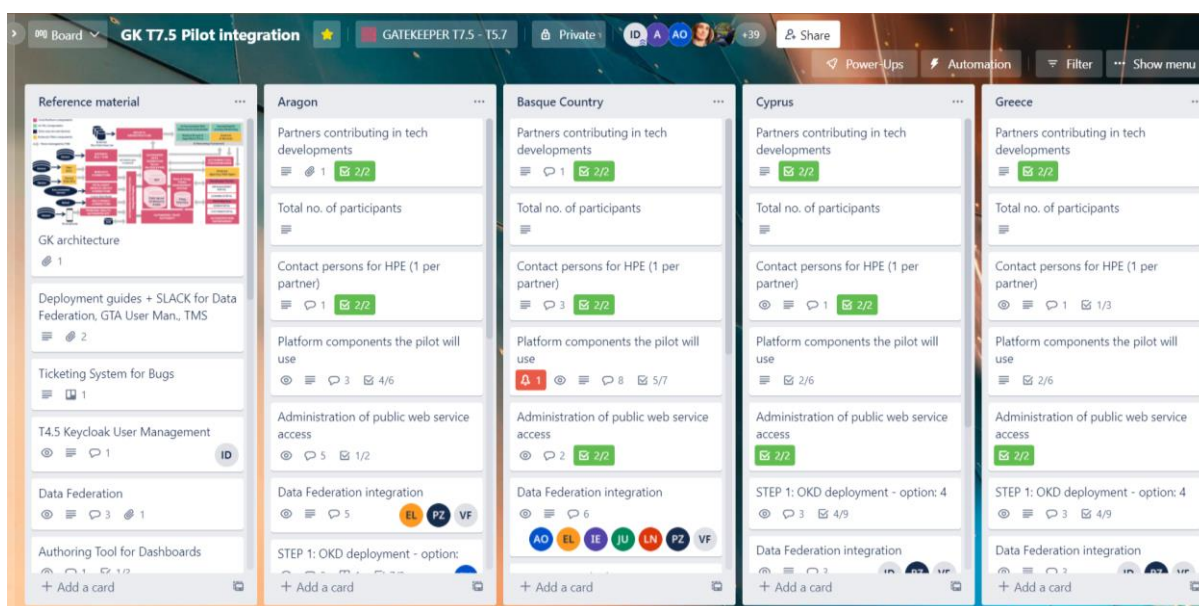 Board
GK T7.5 Pilot integration
GATEKEEPER T7.5 - T5.7
Private
ID
A
AO
+39
Share
Power-Ups
Automation
Filter
Show menu
Reference material
GK architecture
1
Deployment guides + SLACK for Data
Federation, GTA User Man., TMS
2
Ticketing System for Bugs
1
T4.5 Keycloak User Management
1
ID
Data Federation
3 1
Authoring Tool for Dashboards
+ Add a card
Aragon
Partners contributing in tech
developments
1 2/2
Total no. of participants
Contact persons for HPE (1 per
partner)
1 2/2
Platform components the pilot will
use
3 4/6
Administration of public web service
access
5 1/2
Data Federation integration
5
EL PZ VF
STEP 1: OKD deployment - option:
+ Add a card
Basque Country
Partners contributing in tech
developments
1 2/2
Total no. of participants
Contact persons for HPE (1 per
partner)
3 2/2
Platform components the pilot will
use
1 8 5/7
Administration of public web service
access
2 2/2
Data Federation integration
6
AO EL IE JU LN PZ VF
+ Add a card
Cyprus
Partners contributing in tech
developments
2/2
Total no. of participants
Contact persons for HPE (1 per
partner)
1 2/2
Platform components the pilot will
use
2/6
Administration of public web service
access
2/2
STEP 1: OKD deployment - option: 4
3 4/9
Data Federation integration
3
ID PZ VF
+ Add a card
Greece
Partners contributing in tech
developments
2/2
Total no. of participants
Contact persons for HPE (1 per
partner)
1 1/3
Platform components the pilot will
use
2/6
Administration of public web service
access
2/2
STEP 1: OKD deployment - option: 4
3 4/9
Data Federation integration
3
ID PZ VF
+ Add a card